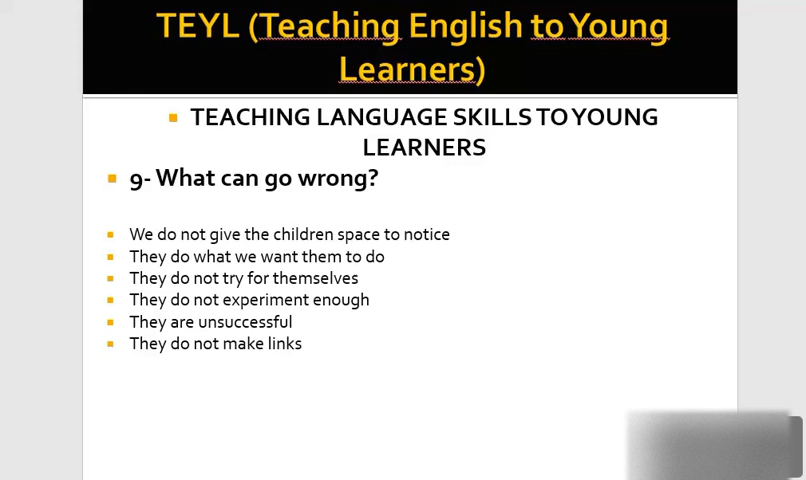 TEYL (Teaching English to Young
Learners)
TEACHING LANGUAGE SKILLS TO YOUNG
LEARNERS
9- What can go wrong?
We do not give the children space to notice
They do what we want them to do
They do not try for themselves
They do not experiment enough
They are unsuccessful
They do not make links